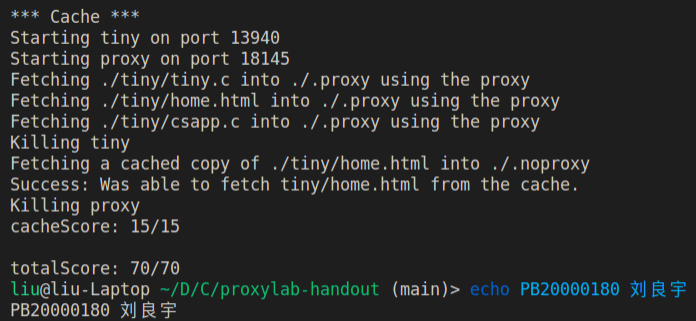 *** Cache ***
Starting tiny on port 13940
Starting proxy on port 18145
Fetching ./tiny/tiny.c into ./.proxy using the proxy
Fetching ./tiny/home.html into ./.proxy using the proxy
Fetching ./tiny/csapp.c into ./.proxy using the proxy
Killing tiny
Fetching a cached copy of ./tiny/home.html into ./.noproxy
Success: Was able to fetch tiny/home.html from the cache.
Killing proxy
cacheScore: 15/15
totalScore: 70/70
liu@liu-Laptop ~/D/C/proxylab-handout (main)> echo PB20000180 刘良宇
PB20000180 刘良宇